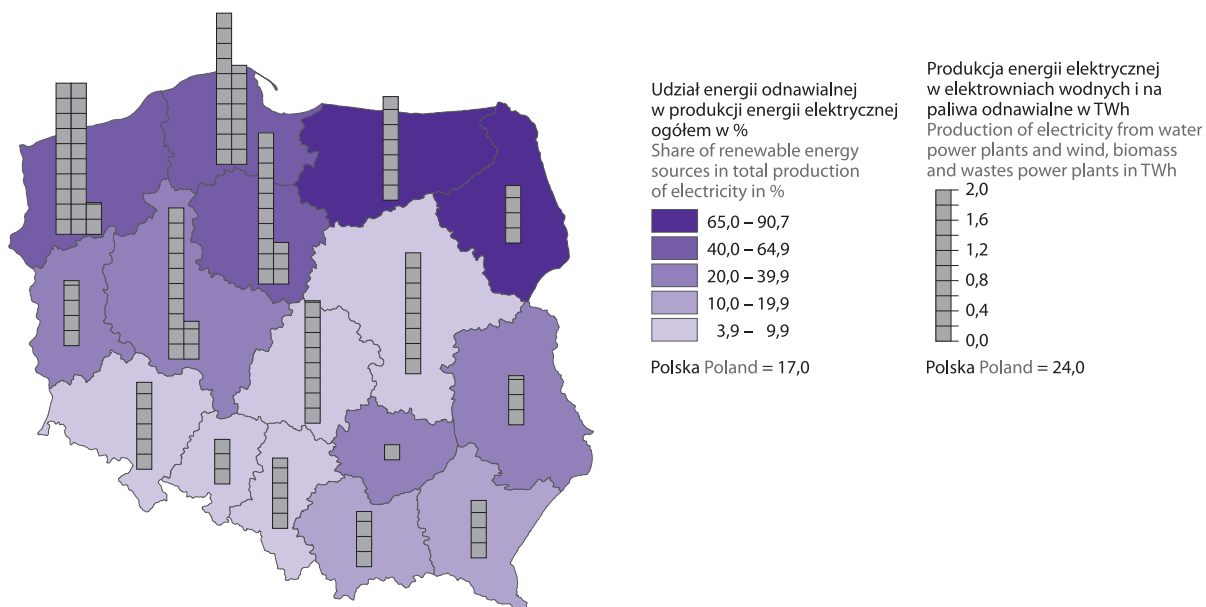 Udział energii odnawialnej
w produkcji energii elektrycznej
ogółem w %
Share of renewable energy
sources in total production
of electricity in %
65,0 – 90,7
40,0 – 64,9
20,0 – 39,9
10,0 – 19,9
3,9 – 9,9
Polska Poland = 17,0
Produkcja energii elektrycznej
w elektrowniach wodnych i na
paliwa odnawialne w TWh
Production of electricity from water
power plants and wind, biomass
and wastes power plants in TWh
2,0
1,6
1,2
0,8
0,4
0,0
Polska Poland = 24,0